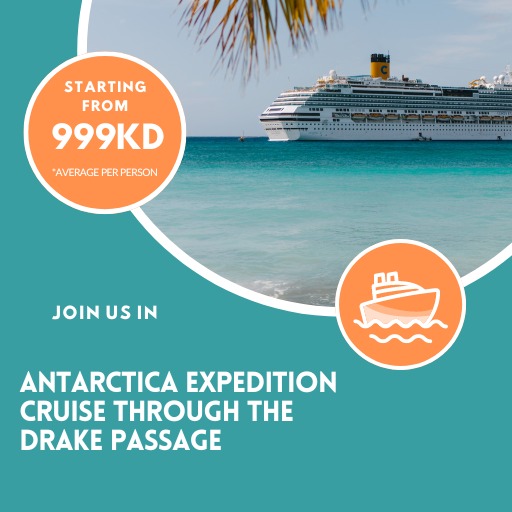 STARTING
FROM
999KD
*AVERAGE PER PERSON
JOIN US IN
ANTARCTICA EXPEDITION
CRUISE THROUGH THE
DRAKE PASSAGE